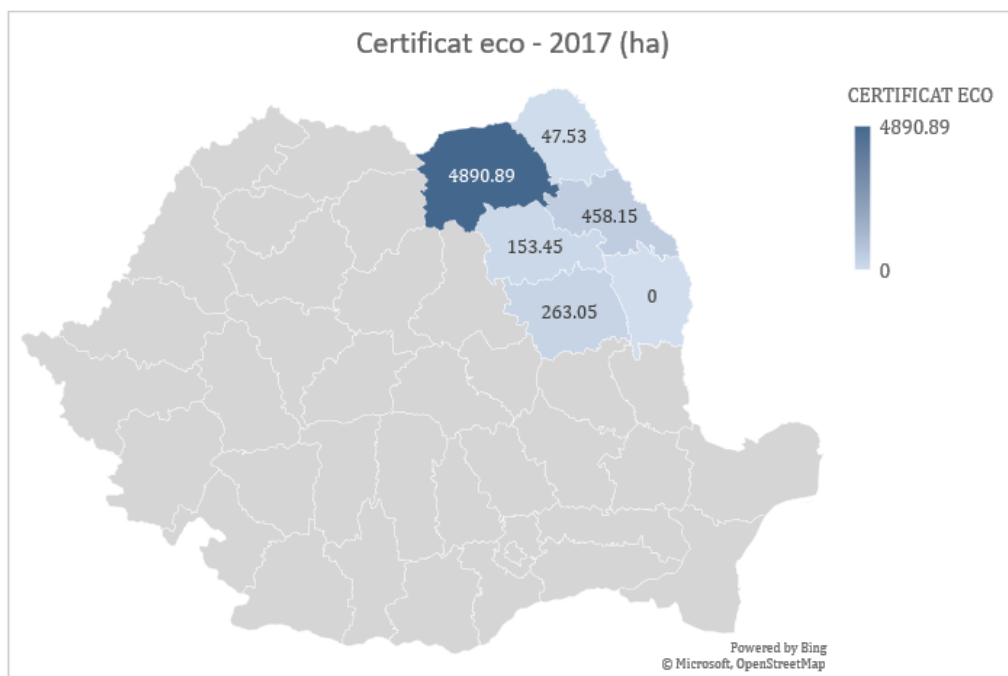 Certificat eco - 2017 (ha)
CERTIFICAT ECO
4890.89
0
47.53
4890.89
458.15
153.45
0
263.05
Powered by Bing
© Microsoft, OpenStreetMap